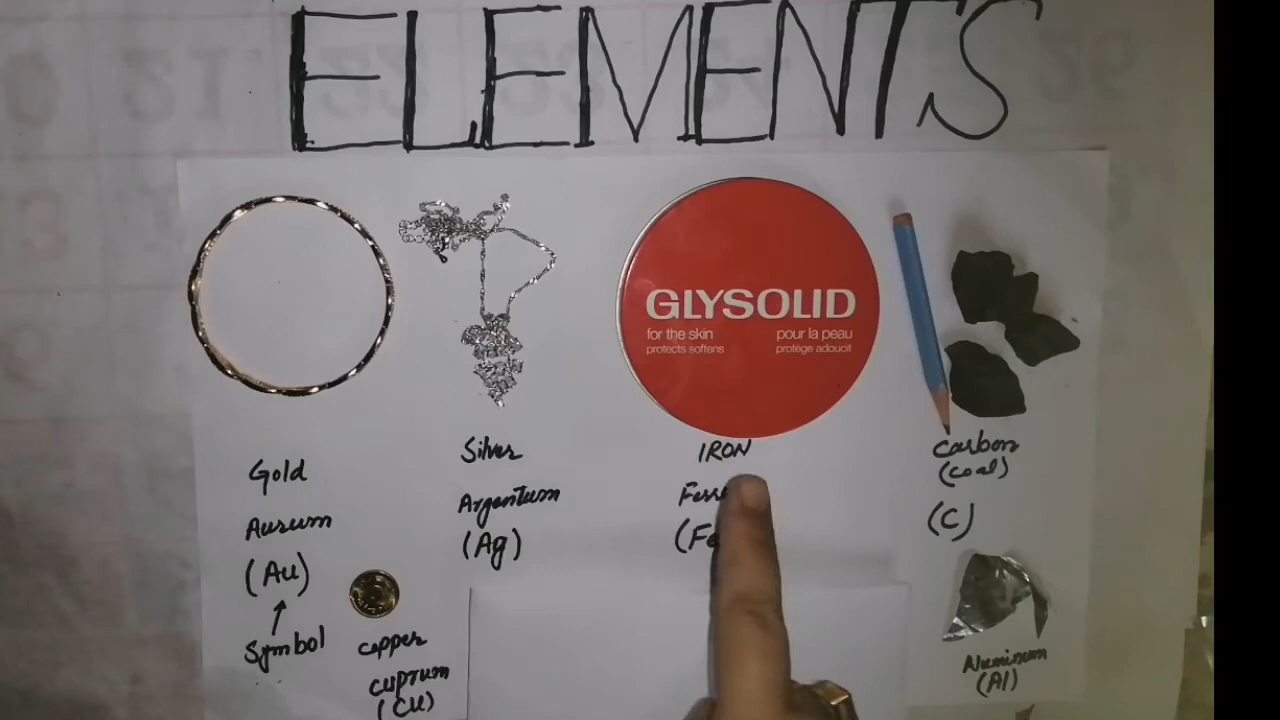 ELEMENTS
GLYSOLID
for the skin pour la peau
protects softens protège adoucit
Gold
Aurum
(Au)
Symbol
Silver
Argentum
(Ag)
IRON
Carbon
(coal)
(C)
copper
cuprum
(CU)
Aluminum
(Al)